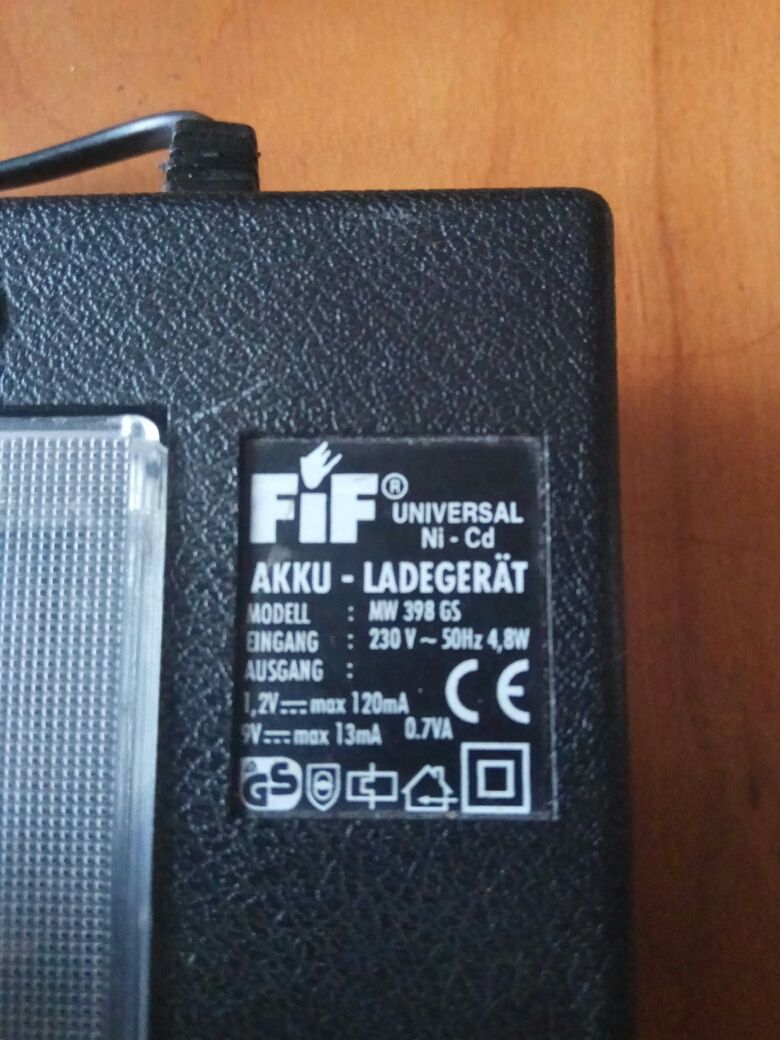 FiF®
UNIVERSAL
Ni - Cd
AKKU - LADEGERÄT
MODELL : MW 398 GS
EINGANG : 230 V ~ 50Hz 4,8W
AUSGANG :
1,2V⎓max 120mA CE
9V⎓max 13mA 0.7VA
GS